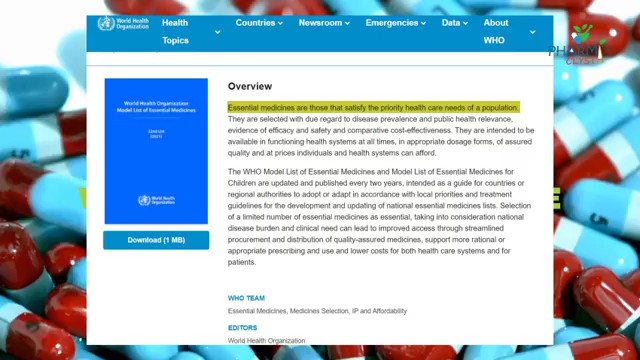 World Health
Organization
Health
Topics
Countries
Newsroom
Emergencies
Data
About
WHO
PHARM
World Health Organization
Model List of Essential Medicines
Download (1 MB)
Overview
Essential medicines are those that satisfy the priority health care needs of a population.
They are selected with due regard to disease prevalence and public health relevance,
evidence of efficacy and safety and comparative cost-effectiveness. They are intended to be
available in functioning health systems at all times, in appropriate dosage forms, of assured
quality and at prices individuals and health systems can afford.
The WHO Model List of Essential Medicines and Model List of Essential Medicines for
Children are updated and published every two years, intended as a guide for countries or
regional authorities to adopt or adapt in accordance with local priorities and treatment
guidelines for the development and updating of national essential medicines lists. Selection
of a limited number of essential medicines as essential, taking into consideration national
disease burden and clinical need can lead to improved access through streamlined
procurement and distribution of quality-assured medicines, support more rational or
appropriate prescribing and use and lower costs for both health care systems and for
patients.
WHO TEAM
Essential Medicines, Medicines Selection, IP and Affordability
EDITORS
World Health Organization